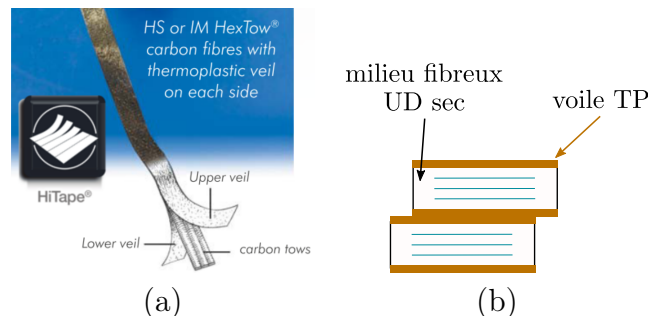 HS or IM HexTow®
carbon fibres with
thermoplastic veil
on each side
HiTape®
Upper veil
Lower veil
carbon tows
(a)
milieu fibreux
UD sec
voile TP
(b)